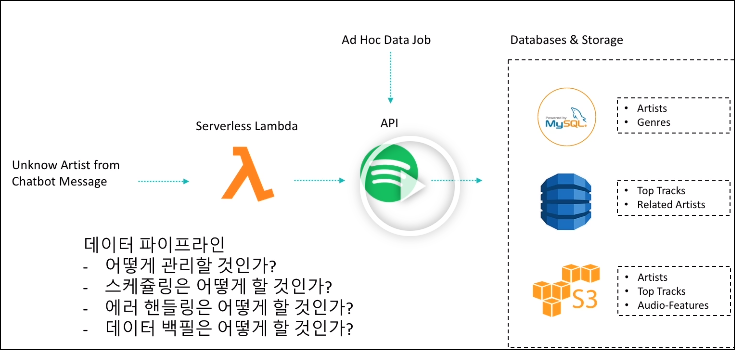 Ad Hoc Data Job
Databases & Storage
API
Serverless Lambda
Unknow Artist from
Chatbot Message
Powered by
MySQL
• Artists
• Genres
• Top Tracks
• Related Artists
S3
• Artists
• Top Tracks
• Audio-Features
데이터 파이프라인
- 어떻게 관리할 것인가?
- 스케쥴링은 어떻게 할 것인가?
- 에러 핸들링은 어떻게 할 것인가?
- 데이터 백필은 어떻게 할 것인가?